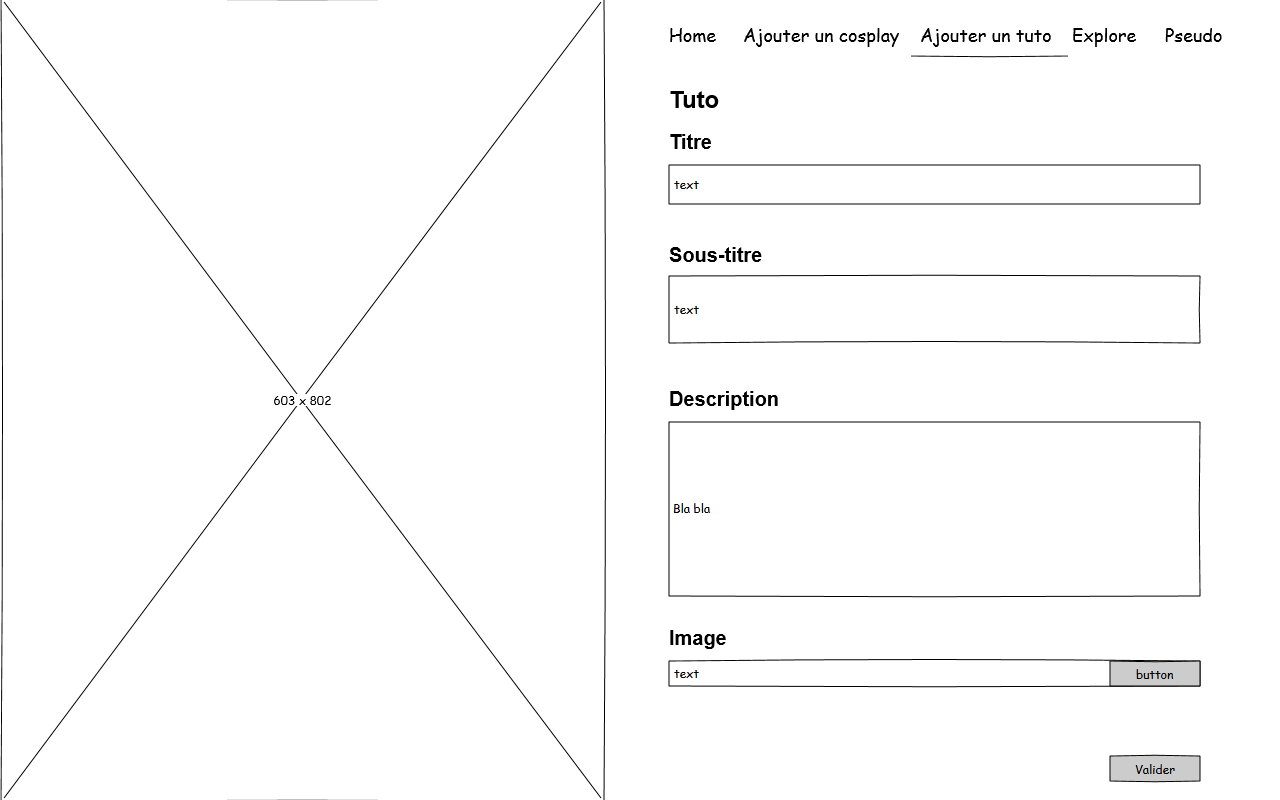 603 x 802
Home Ajouter un cosplay Ajouter un tuto Explore Pseudo
Tuto
Titre
text
Sous-titre
text
Description
Bla bla
Image
text button
Valider